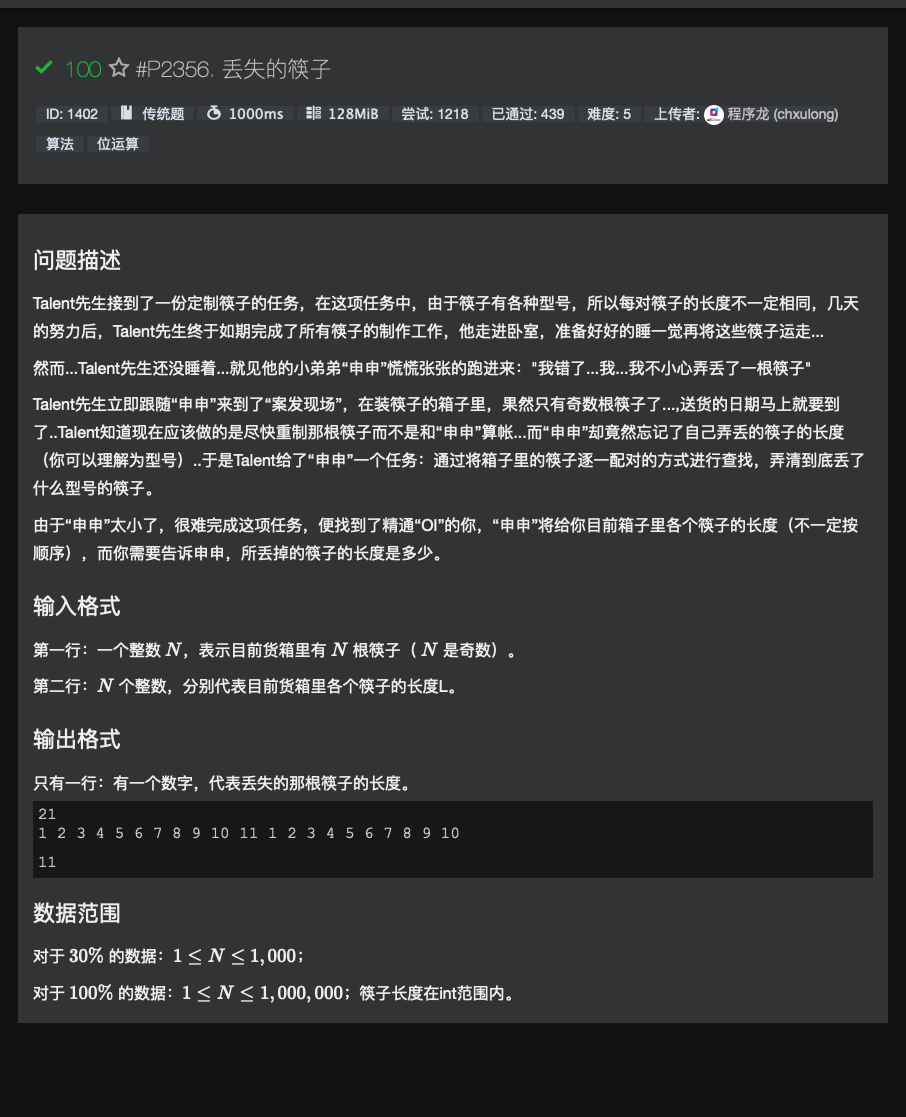 100 #P2356. 丢失的筷子
ID: 1402 传统题 1000ms 128MiB 尝试: 1218 已通过: 439 难度: 5 上传者: 程序龙 (chxulong)
算法 位运算
问题描述
Talent先生接到了一份定制筷子的任务，在这项任务中，由于筷子有各种型号，所以每对筷子的长度不一定相同，几天
的努力后，Talent先生终于如期完成了所有筷子的制作工作，他走进卧室，准备好好的睡一觉再将这些筷子运走...
然而...Talent先生还没睡着...就见他的小弟弟“申申”慌慌张张的跑进来："我错了...我...我不小心弄丢了一根筷子"
Talent先生立即跟随“申申”来到了“案发现场”，在装筷子的箱子里，果然只有奇数根筷子了...,送货的日期马上就要到
了..Talent知道现在应该做的是尽快重制那根筷子而不是和“申申”算帐...而“申申”却竟然忘记了自己弄丢的筷子的长度
（你可以理解为型号）..于是Talent给了“申申”一个任务：通过将箱子里的筷子逐一配对的方式进行查找，弄清到底丢了
什么型号的筷子。
由于“申申”太小了，很难完成这项任务，便找到了精通“OI”的你，“申申”将给你目前箱子里各个筷子的长度（不一定按
顺序），而你需要告诉申申，所丢掉的筷子的长度是多少。
输入格式
第一行：一个整数 N，表示目前货箱里有 N 根筷子（ N 是奇数）。
第二行：N 个整数，分别代表目前货箱里各个筷子的长度L。
输出格式
只有一行：有一个数字，代表丢失的那根筷子的长度。
21
1 2 3 4 5 6 7 8 9 10 11 1 2 3 4 5 6 7 8 9 10
11
数据范围
对于 30% 的数据：1 ≤ N ≤ 1,000；
对于 100% 的数据：1 ≤ N ≤ 1,000,000；筷子长度在int范围内。